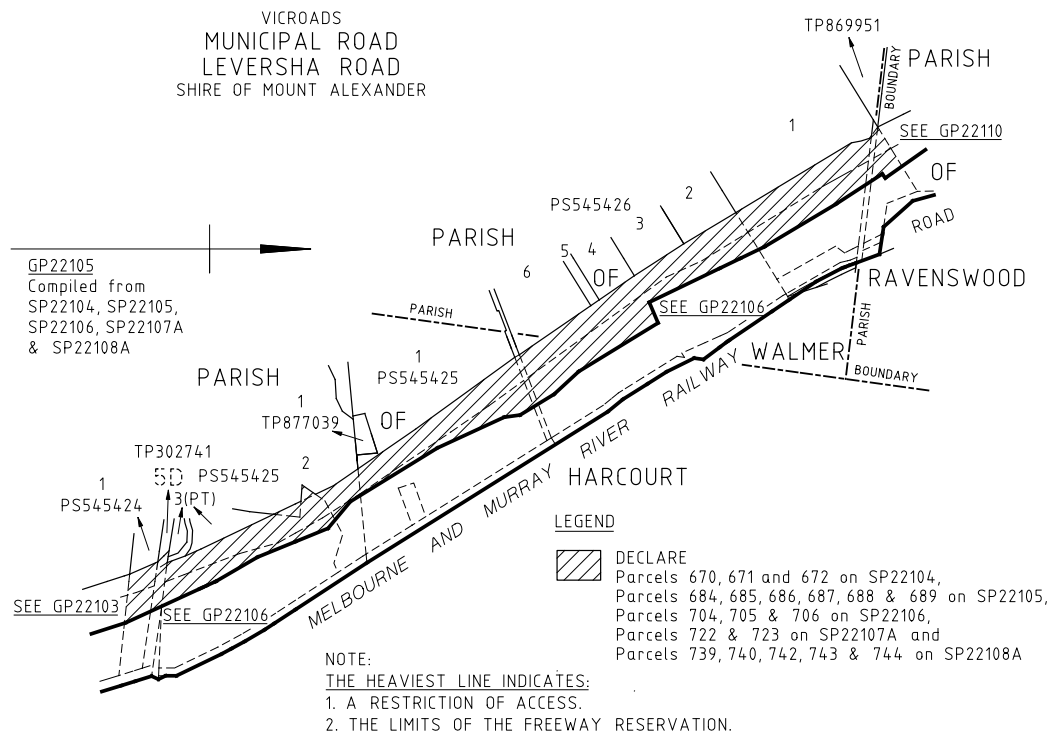 VICROADS
MUNICIPAL ROAD
LEVERSHA ROAD
SHIRE OF MOUNT ALEXANDER
TP869951
PARISH
BOUNDARY
1
SEE GP22110
OF
ROAD
2
PS545426
3
4
5
OF
6
PARISH
RAVENSWOOD
GP22105
Compiled from
SP22104, SP22105,
SP22106, SP22107A
& SP22108A
PARISH
SEE GP22106
PARISH
WALMER
BOUNDARY
1
PS545425
PARISH
1
TP877039
OF
MELBOURNE AND MURRAY RIVER RAILWAY
HARCOURT
TP302741
5D
PS545425
2
1
PS545424
3(PT)
SEE GP22103
SEE GP22106
LEGEND
DECLARE
Parcels 670, 671 and 672 on SP22104,
Parcels 684, 685, 686, 687, 688 & 689 on SP22105,
Parcels 704, 705 & 706 on SP22106,
Parcels 722 & 723 on SP22107A and
Parcels 739, 740, 742, 743 & 744 on SP22108A
NOTE:
THE HEAVIEST LINE INDICATES:
1. A RESTRICTION OF ACCESS.
2. THE LIMITS OF THE FREEWAY RESERVATION.